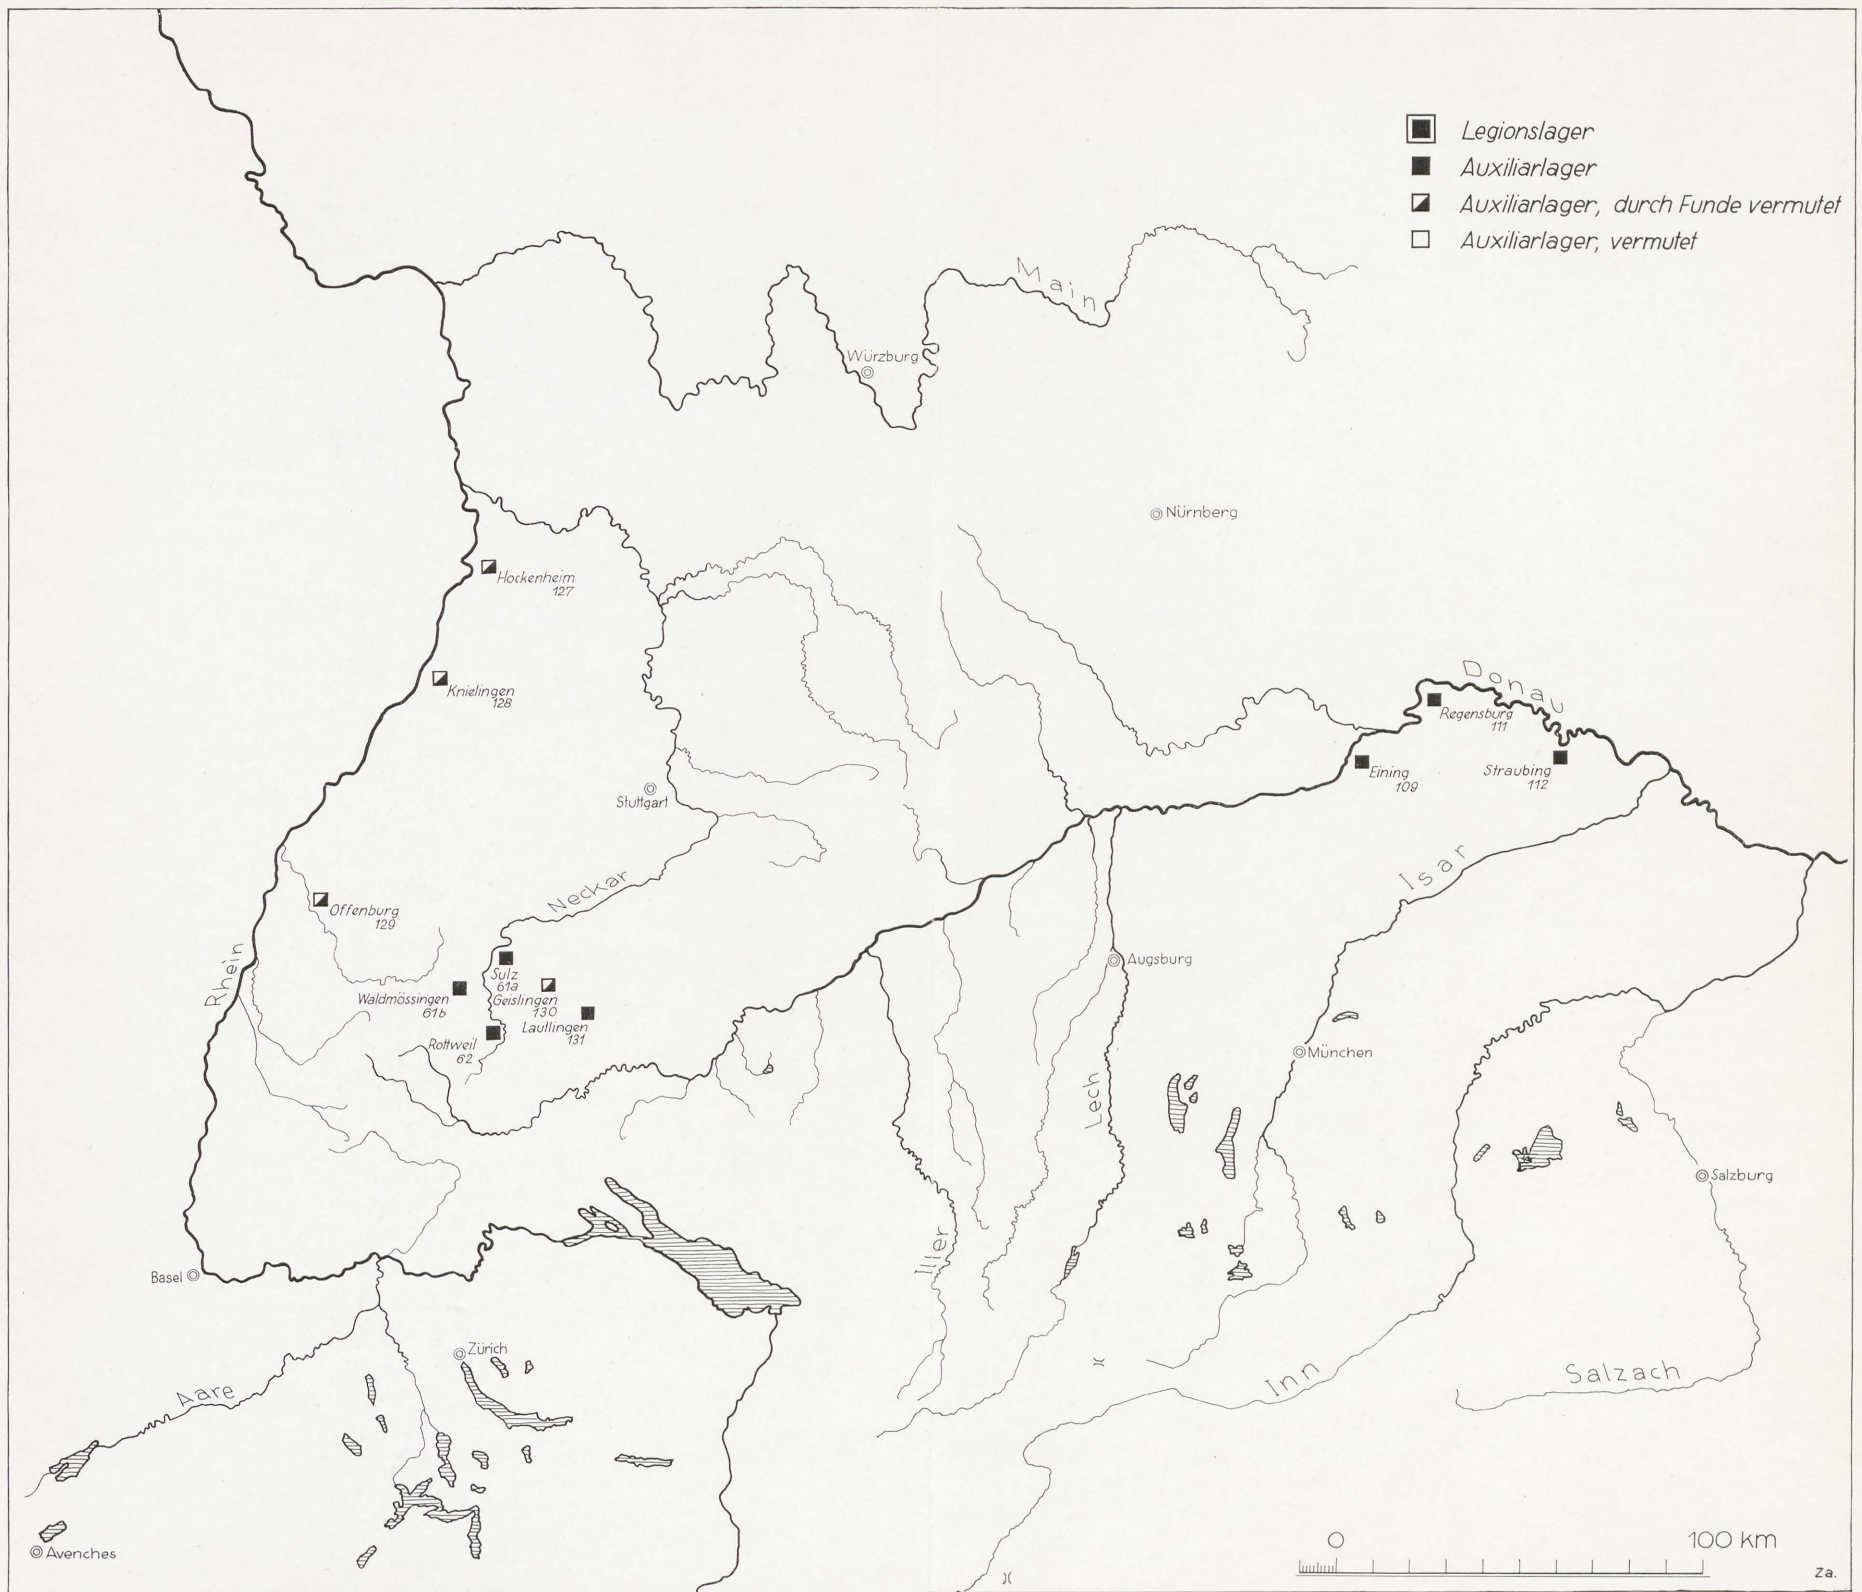 Legionslager
Auxiliarlager
Auxiliarlager, durch Funde vermutet
Auxiliarlager, vermutet
Main
Würzburg
Nürnberg
Hockenheim
127
Knielingen
128
Donau
Regensburg
111
Eining
109
Straubing
112
Stuttgart
Neckar
Isar
Offenburg
129
Rhein
Sulz
61a
Waldmössingen
61b
Geislingen
130
Lautlingen
131
Rottweil
62
Augsburg
München
Lech
Iller
Salzburg
Basel
Zürich
Aare
Inn
Salzach
Avenches
0 100 km
Za.